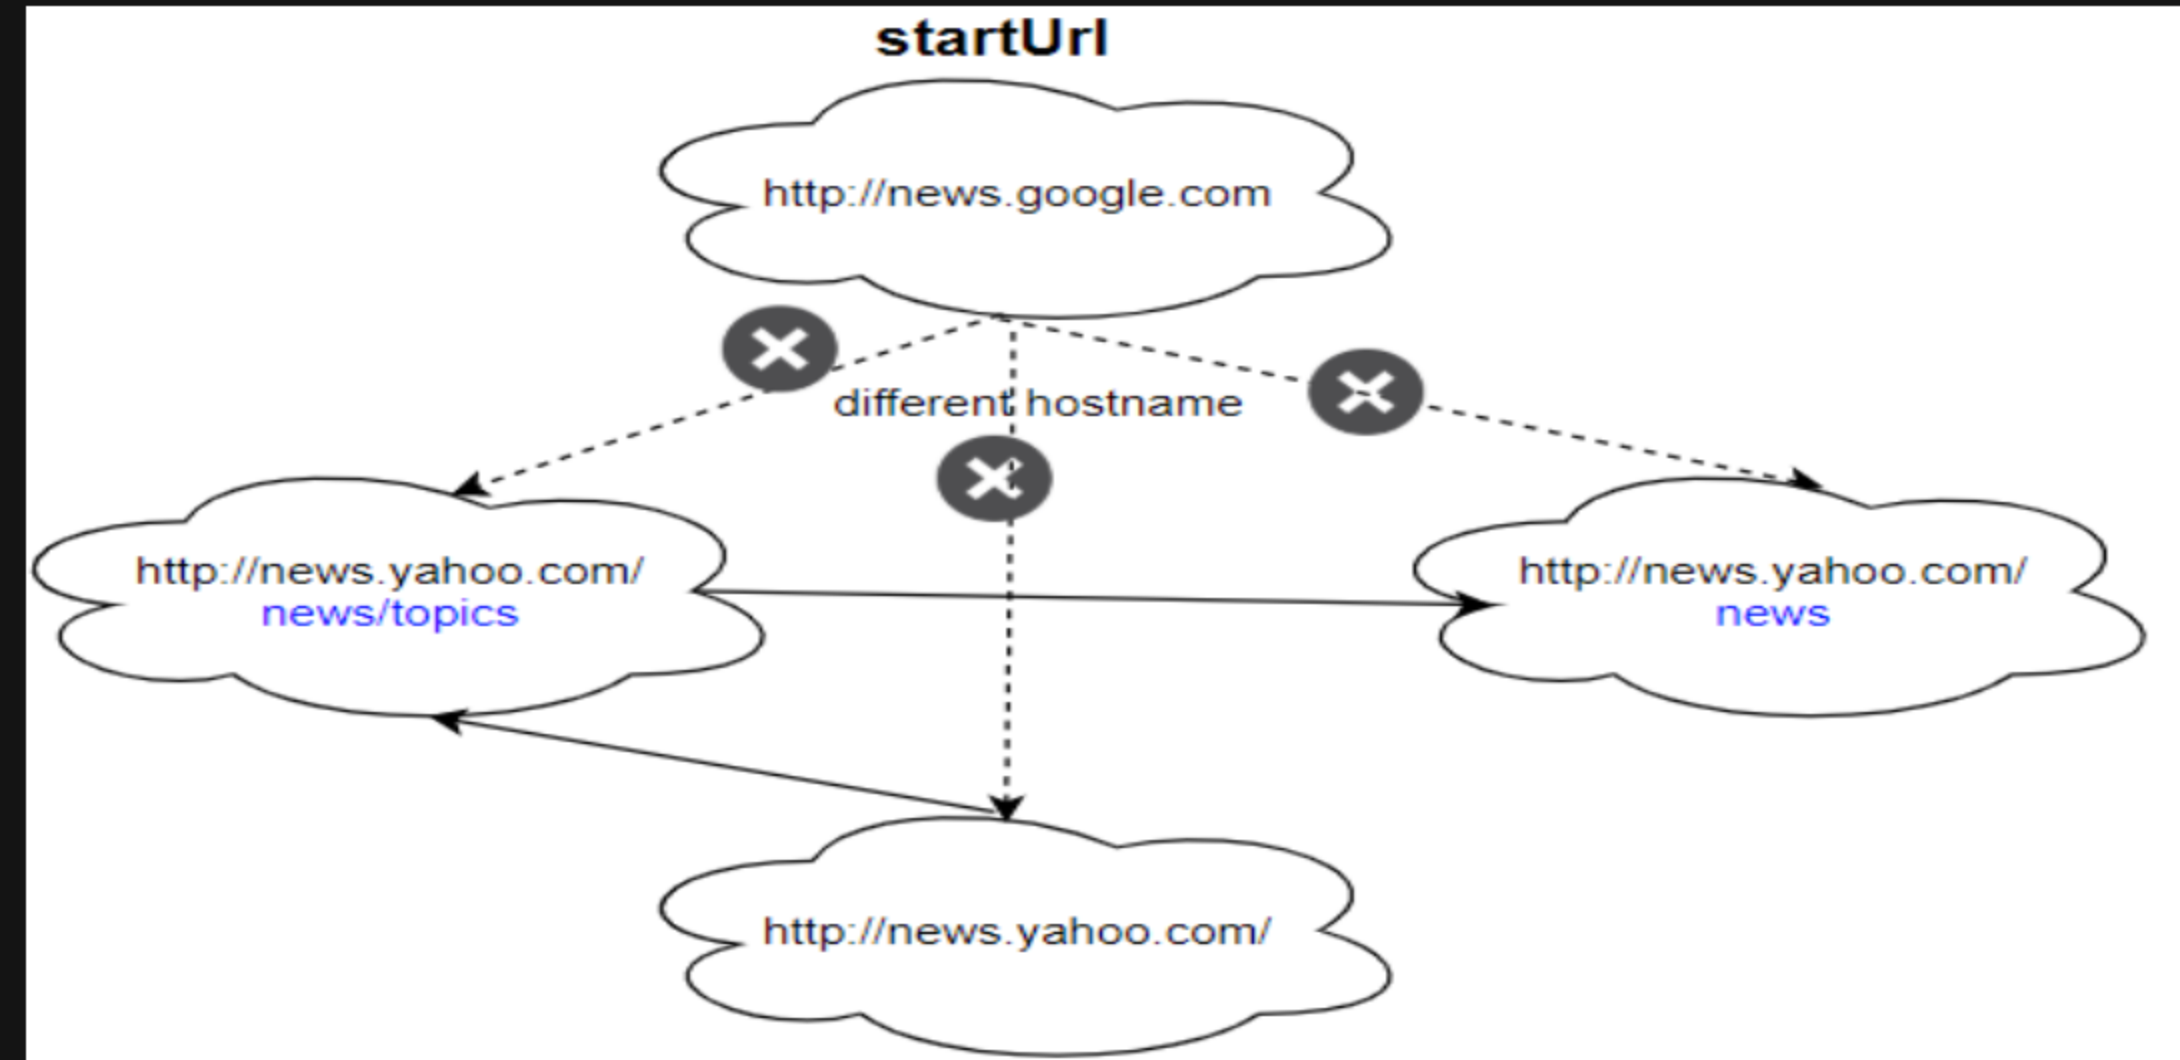 startUrl
http://news.google.com
different hostname
http://news.yahoo.com/
news/topics
http://news.yahoo.com/
news
http://news.yahoo.com/